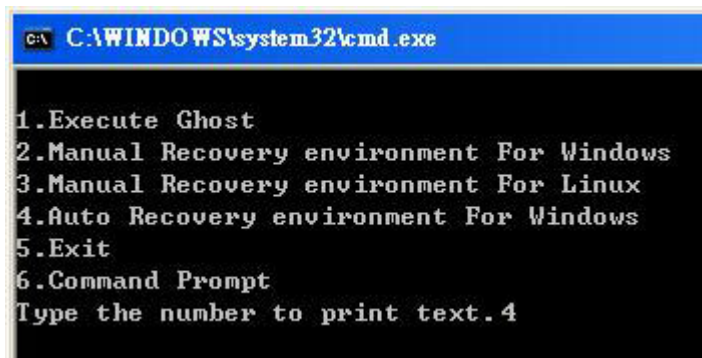 C:\WINDOWS\system32\cmd.exe
1.Execute Ghost
2.Manual Recovery environment For Windows
3.Manual Recovery environment For Linux
4.Auto Recovery environment For Windows
5.Exit
6.Command Prompt
Type the number to print text.4